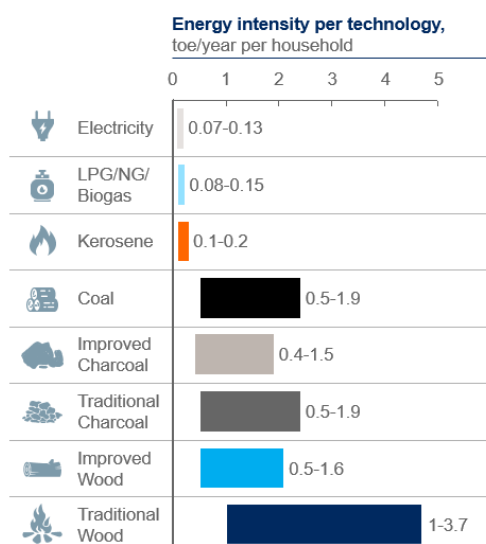 Energy intensity per technology,
toe/year per household
0 1 2 3 4 5
Electricity 0.07-0.13
LPG/NG/
Biogas 0.08-0.15
Kerosene 0.1-0.2
Coal 0.5-1.9
Improved
Charcoal 0.4-1.5
Traditional
Charcoal 0.5-1.9
Improved
Wood 0.5-1.6
Traditional
Wood 1-3.7